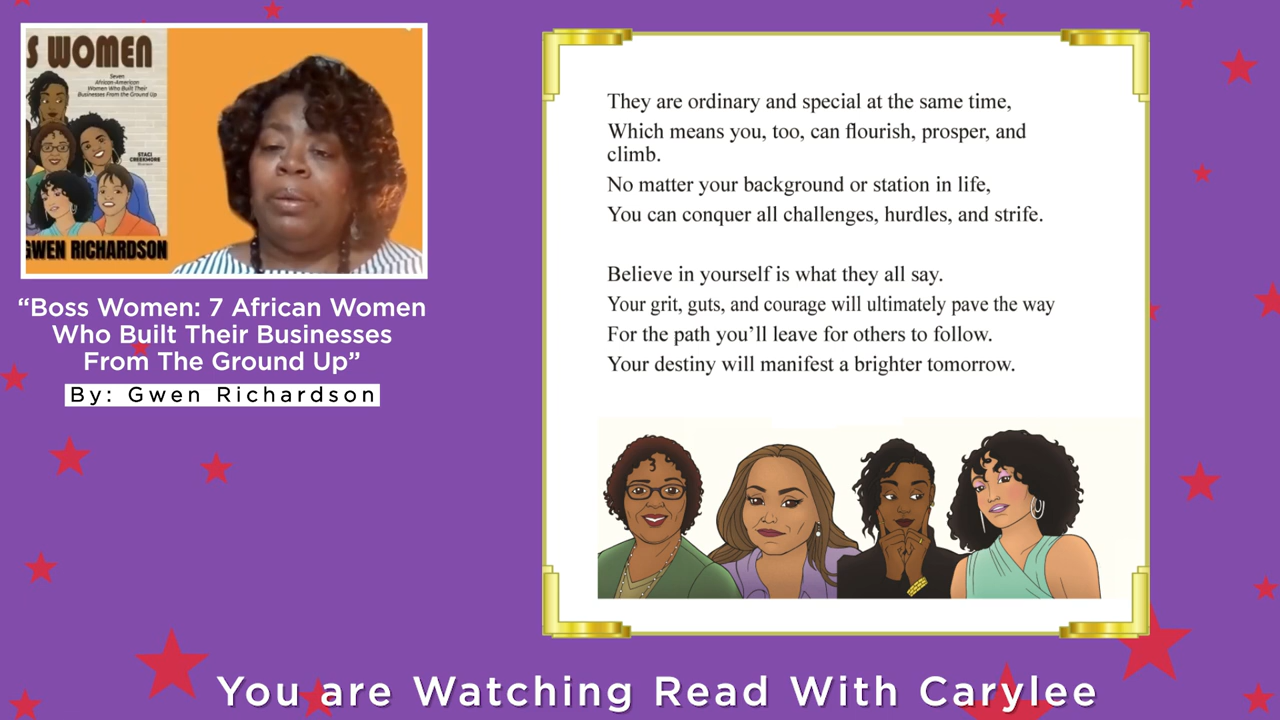 S WOMEN
Seven
African-American
Women Who Built Their
Businesses From the Ground Up
STACI
CREEKMORE
GWEN RICHARDSON
“Boss Women: 7 African Women
Who Built Their Businesses
From The Ground Up”
By: Gwen Richardson
They are ordinary and special at the same time,
Which means you, too, can flourish, prosper, and
climb.
No matter your background or station in life,
You can conquer all challenges, hurdles, and strife.
Believe in yourself is what they all say.
Your grit, guts, and courage will ultimately pave the way
For the path you’ll leave for others to follow.
Your destiny will manifest a brighter tomorrow.
You are Watching Read With Carylee